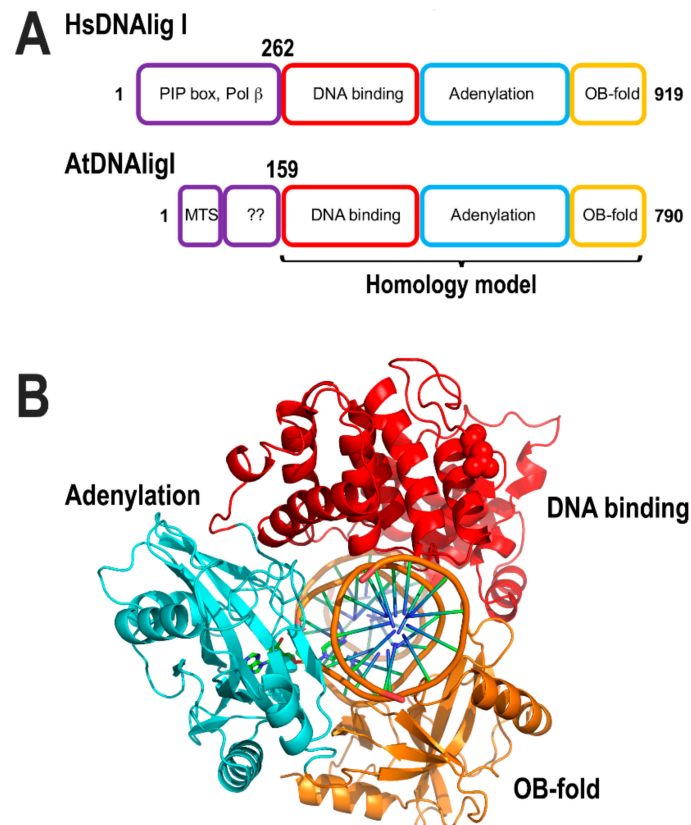 A
HsDNAlig I
262
1 PIP box, Pol β DNA binding Adenylation OB-fold 919
AtDNAligI
159
1 MTS ?? DNA binding Adenylation OB-fold 790
Homology model
B
Adenylation
DNA binding
OB-fold